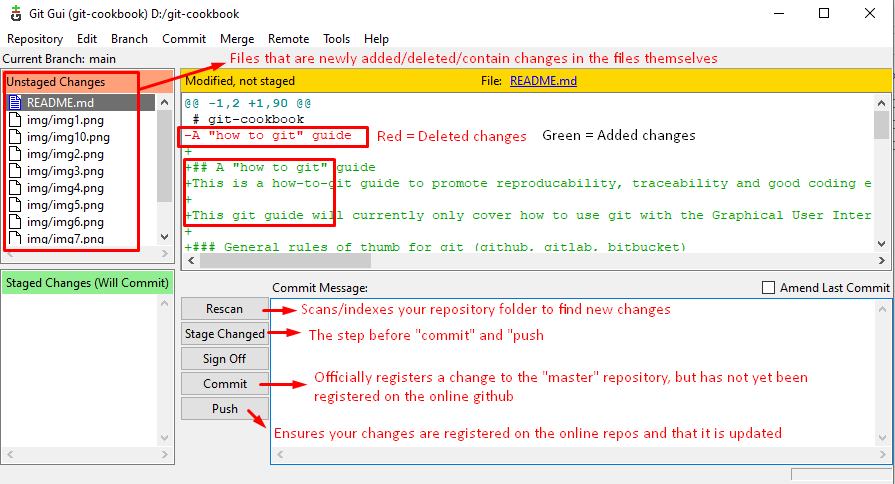 Git Gui (git-cookbook) D:/git-cookbook
Repository Edit Branch Commit Merge Remote Tools Help
Current Branch: main
Files that are newly added/deleted/contain changes in the files themselves
Unstaged Changes
README.md
img/img1.png
img/img10.png
img/img2.png
img/img3.png
img/img4.png
img/img5.png
img/img6.png
img/img7.png
Modified, not staged File: README.md
@@ -1,2 +1,90 @@
# git-cookbook
-A "how to git" guide
Red = Deleted changes Green = Added changes
+
+## A "how to git" guide
+This is a how-to-git guide to promote reproducability, traceability and good coding e
+
+This git guide will currently only cover how to use git with the Graphical User Inter
+
+### General rules of thumb for git (github, gitlab, bitbucket)
Staged Changes (Will Commit)
Commit Message: Amend Last Commit
Rescan
Scans/indexes your repository folder to find new changes
Stage Changed
The step before "commit" and "push
Sign Off
Commit
Officially registers a change to the "master" repository, but has not yet been
registered on the online github
Push
Ensures your changes are registered on the online repos and that it is updated